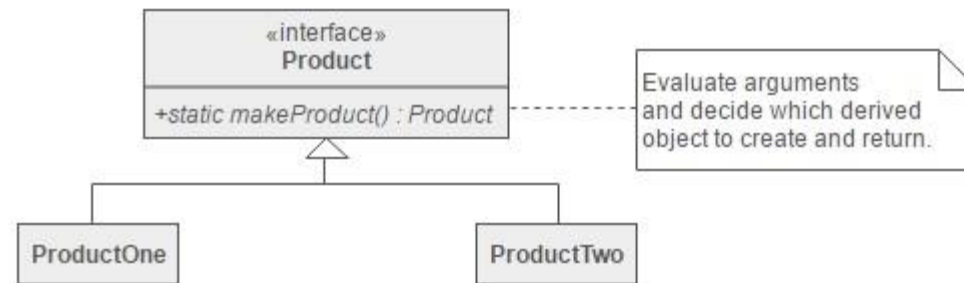 «interface»
Product
+static makeProduct() : Product
Evaluate arguments
and decide which derived
object to create and return.
ProductOne
ProductTwo